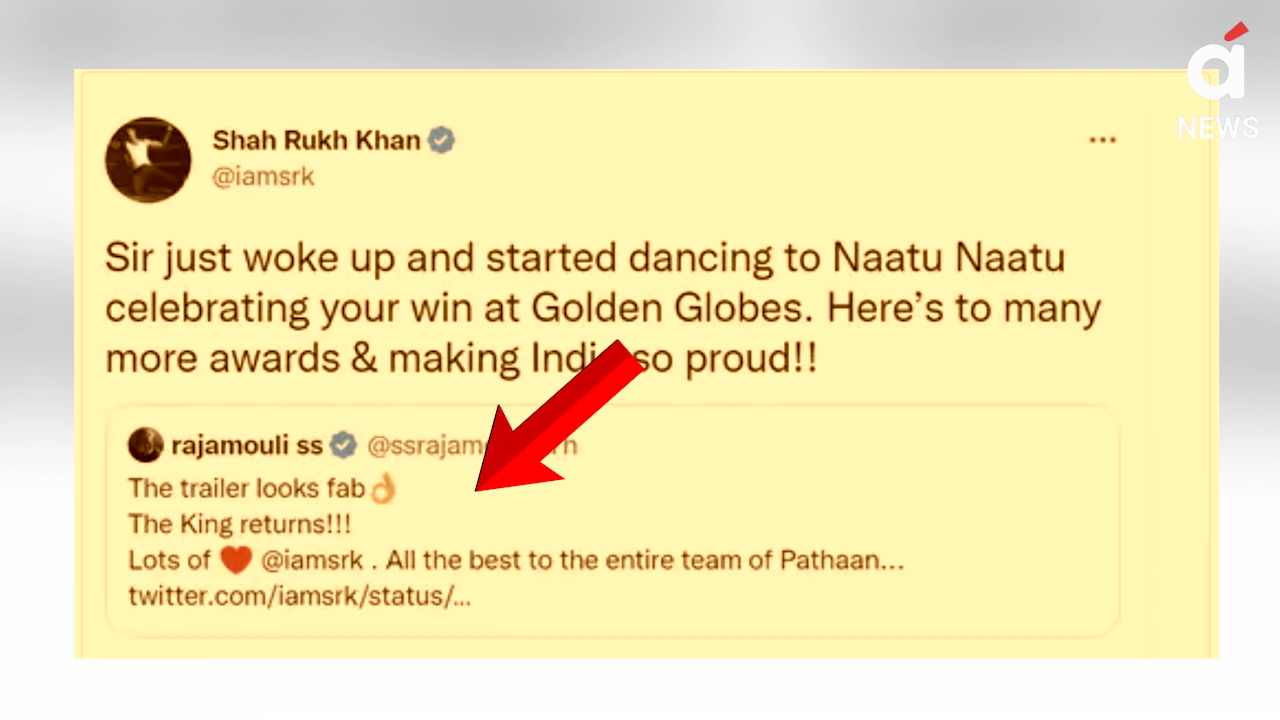 á
NEWS
Shah Rukh Khan
@iamsrk
Sir just woke up and started dancing to Naatu Naatu
celebrating your win at Golden Globes. Here’s to many
more awards & making so proud!!
rajamouli ss
The trailer looks fab👌
The King returns!!!
Lots of ❤️ @iamsrk . All the best to the entire team of Pathaan...
twitter.com/iamsrk/status/...